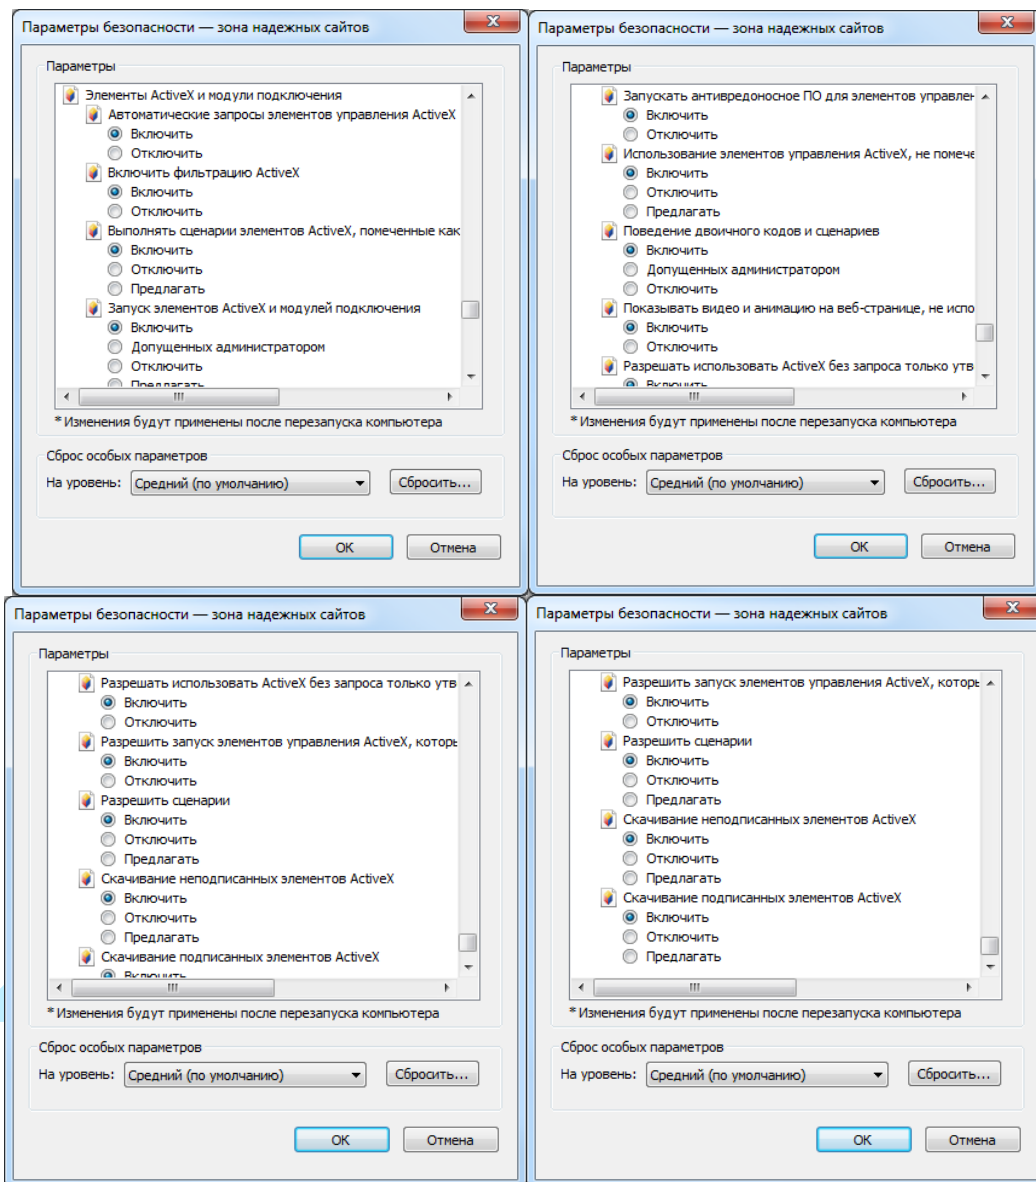 Параметры безопасности — зона надежных сайтов
Параметры
Элементы ActiveX и модули подключения
Автоматические запросы элементов управления ActiveX
Включить
Отключить
Включить фильтрацию ActiveX
Включить
Отключить
Выполнять сценарии элементов ActiveX, помеченные как
Включить
Отключить
Предлагать
Запуск элементов ActiveX и модулей подключения
Включить
Допущенных администратором
Отключить
Предлагать
* Изменения будут применены после перезапуска компьютера
Сброс особых параметров
На уровень: Средний (по умолчанию) Сбросить...
ОК Отмена
Параметры безопасности — зона надежных сайтов
Параметры
Запускать антивредоносное ПО для элементов управлен
Включить
Отключить
Использование элементов управления ActiveX, не помече
Включить
Отключить
Предлагать
Поведение двоичного кодов и сценариев
Включить
Допущенных администратором
Отключить
Показывать видео и анимацию на веб-странице, не испо
Включить
Отключить
Разрешать использовать ActiveX без запроса только утв
Включить
* Изменения будут применены после перезапуска компьютера
Сброс особых параметров
На уровень: Средний (по умолчанию) Сбросить...
ОК Отмена
Параметры безопасности — зона надежных сайтов
Параметры
Разрешать использовать ActiveX без запроса только утв
Включить
Отключить
Разрешить запуск элементов управления ActiveX, которь
Включить
Отключить
Разрешить сценарии
Включить
Отключить
Предлагать
Скачивание неподписанных элементов ActiveX
Включить
Отключить
Предлагать
Скачивание подписанных элементов ActiveX
Включить
* Изменения будут применены после перезапуска компьютера
Сброс особых параметров
На уровень: Средний (по умолчанию) Сбросить...
ОК Отмена
Параметры безопасности — зона надежных сайтов
Параметры
Разрешить запуск элементов управления ActiveX, которь
Включить
Отключить
Разрешить сценарии
Включить
Отключить
Предлагать
Скачивание неподписанных элементов ActiveX
Включить
Отключить
Предлагать
Скачивание подписанных элементов ActiveX
Включить
Отключить
Предлагать
* Изменения будут применены после перезапуска компьютера
Сброс особых параметров
На уровень: Средний (по умолчанию) Сбросить...
ОК Отмена